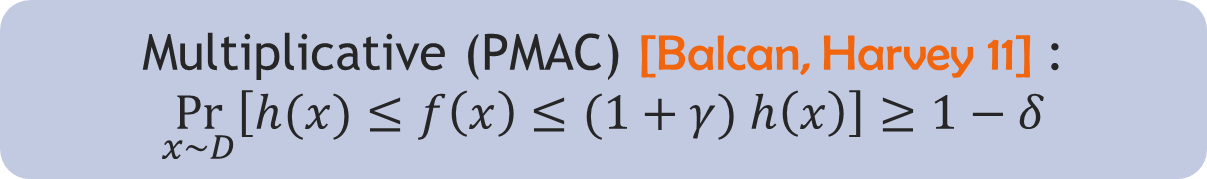 Multiplicative (PMAC) [Balcan, Harvey 11] :
Pr [h(x) ≤ f(x) ≤ (1 + γ) h(x)] ≥ 1 − δ
x~D